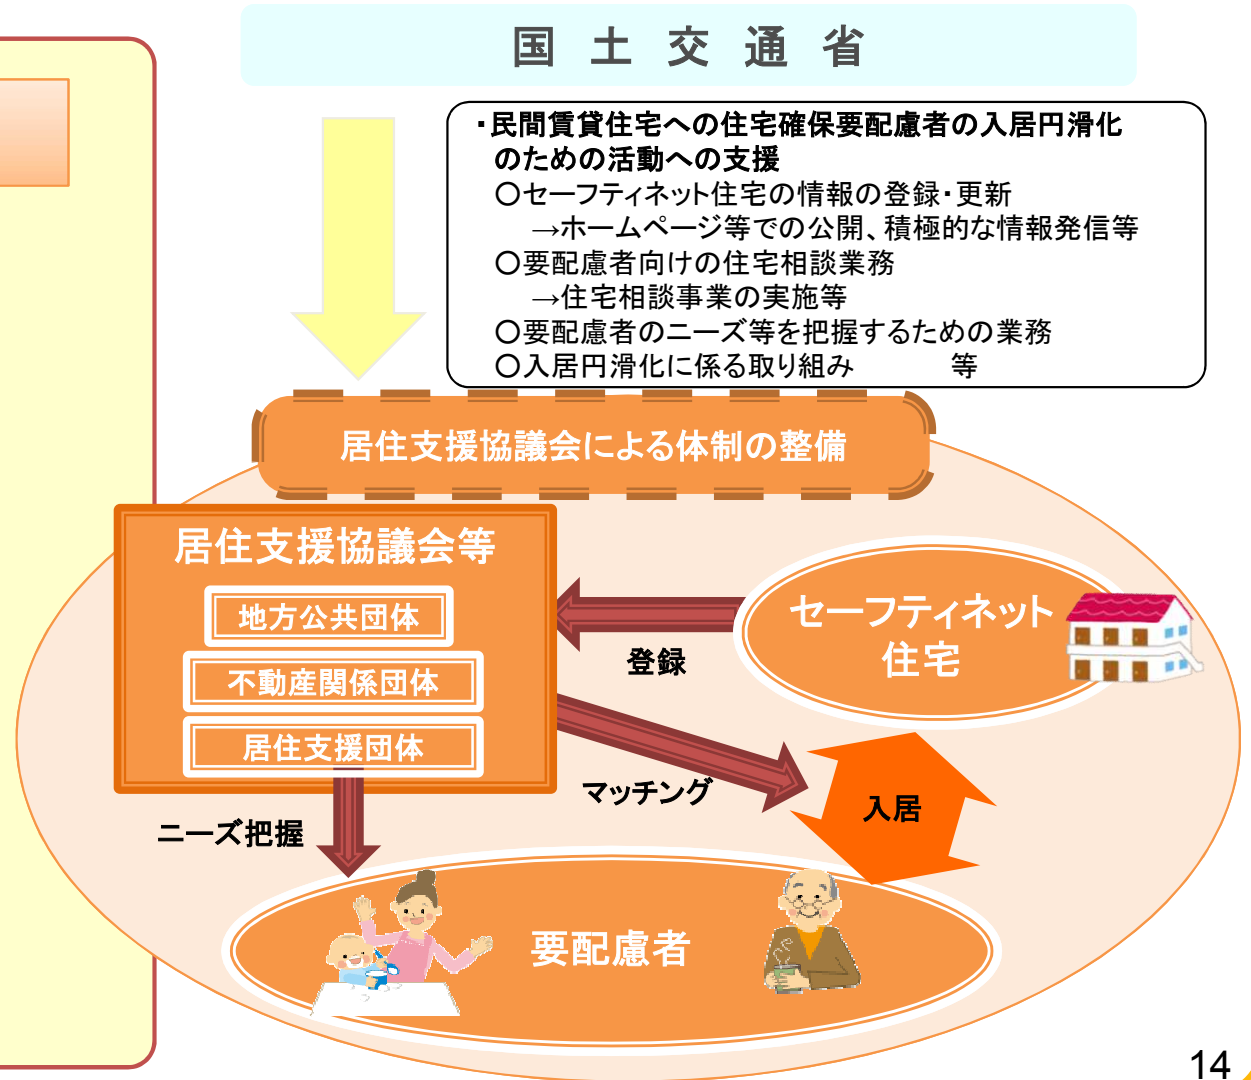 国土交通省
・民間賃貸住宅への住宅確保要配慮者の入居円滑化
のための活動への支援
○セーフティネット住宅の情報の登録・更新
→ホームページ等での公開、積極的な情報発信等
○要配慮者向けの住宅相談業務
→住宅相談事業の実施等
○要配慮者のニーズ等を把握するための業務
○入居円滑化に係る取り組み　　　等
居住支援協議会による体制の整備
居住支援協議会等
地方公共団体
不動産関係団体
居住支援団体
セーフティネット
住宅
登録
マッチング
入居
ニーズ把握
要配慮者
14